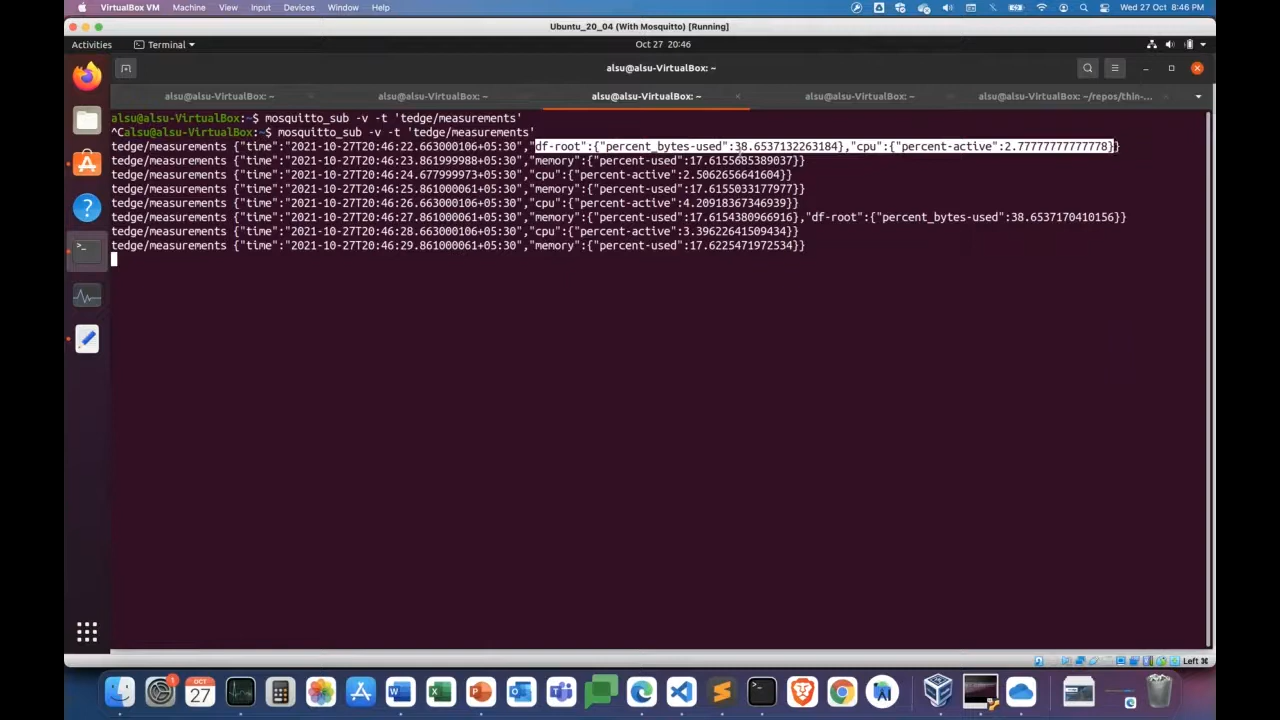 VirtualBox VM Machine View Input Devices Window Help Wed 27 Oct 8:46 PM
Ubuntu_20_04 (With Mosquitto) [Running]
Activities Terminal Oct 27 20:46
alsu@alsu-VirtualBox: ~
alsu@alsu-VirtualBox: ~ alsu@alsu-VirtualBox: ~ alsu@alsu-VirtualBox: ~ alsu@alsu-VirtualBox: ~ alsu@alsu-VirtualBox: ~/repos/thin-...
alsu@alsu-VirtualBox:~$ mosquitto_sub -v -t 'tedge/measurements'
^Calsu@alsu-VirtualBox:~$ mosquitto_sub -v -t 'tedge/measurements'
tedge/measurements {"time":"2021-10-27T20:46:22.663000106+05:30","df-root":{"percent_bytes-used":38.6537132263184},"cpu":{"percent-active":2.77777777777778}}
tedge/measurements {"time":"2021-10-27T20:46:23.861999988+05:30","memory":{"percent-used":17.6155685389037}}
tedge/measurements {"time":"2021-10-27T20:46:24.677999973+05:30","cpu":{"percent-active":2.5062656641604}}
tedge/measurements {"time":"2021-10-27T20:46:25.861000061+05:30","memory":{"percent-used":17.6155033177977}}
tedge/measurements {"time":"2021-10-27T20:46:26.663000106+05:30","cpu":{"percent-active":4.20918367346939}}
tedge/measurements {"time":"2021-10-27T20:46:27.861000061+05:30","memory":{"percent-used":17.6154380966916},"df-root":{"percent_bytes-used":38.6537170410156}}
tedge/measurements {"time":"2021-10-27T20:46:28.663000106+05:30","cpu":{"percent-active":3.39622641509434}}
tedge/measurements {"time":"2021-10-27T20:46:29.861000061+05:30","memory":{"percent-used":17.6225471972534}}
Left ⌘
1
OCT
27